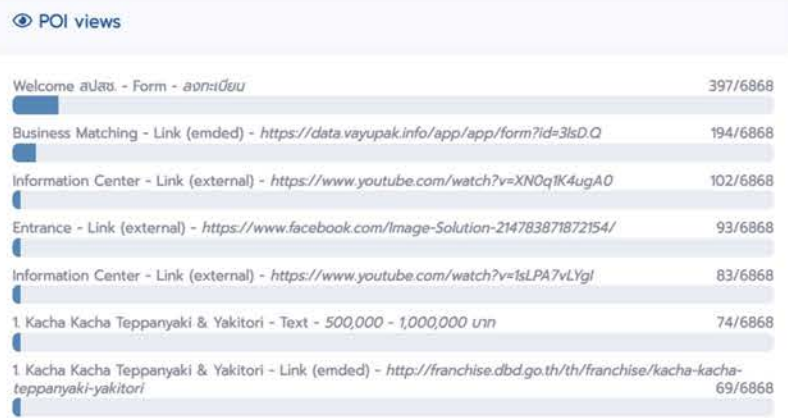 POI views
Welcome สปสช. - Form - ลงทะเบียน 397/6868
Business Matching - Link (emded) - https://data.vayupak.info/app/app/form?id=3lsD.Q 194/6868
Information Center - Link (external) - https://www.youtube.com/watch?v=XN0q1K4ugA0 102/6868
Entrance - Link (external) - https://www.facebook.com/Image-Solution-214783871872154/ 93/6868
Information Center - Link (external) - https://www.youtube.com/watch?v=1sLPA7vLYgI 83/6868
1. Kacha Kacha Teppanyaki & Yakitori - Text - 500,000 - 1,000,000 บาท 74/6868
1. Kacha Kacha Teppanyaki & Yakitori - Link (emded) - http://franchise.dbd.go.th/th/franchise/kacha-kacha-
teppanyaki-yakitori 69/6868